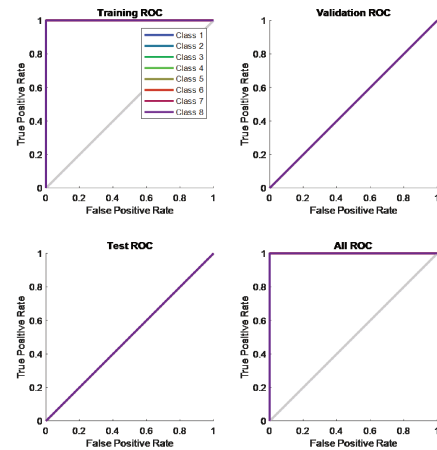 Training ROC
True Positive Rate
1
0.8
0.6
0.4
0.2
0
Class 1
Class 2
Class 3
Class 4
Class 5
Class 6
Class 7
Class 8
0 0.2 0.4 0.6 0.8 1
False Positive Rate
Validation ROC
True Positive Rate
1
0.8
0.6
0.4
0.2
0
0 0.2 0.4 0.6 0.8 1
False Positive Rate
Test ROC
True Positive Rate
1
0.8
0.6
0.4
0.2
0
0 0.2 0.4 0.6 0.8 1
False Positive Rate
All ROC
True Positive Rate
1
0.8
0.6
0.4
0.2
0
0 0.2 0.4 0.6 0.8 1
False Positive Rate